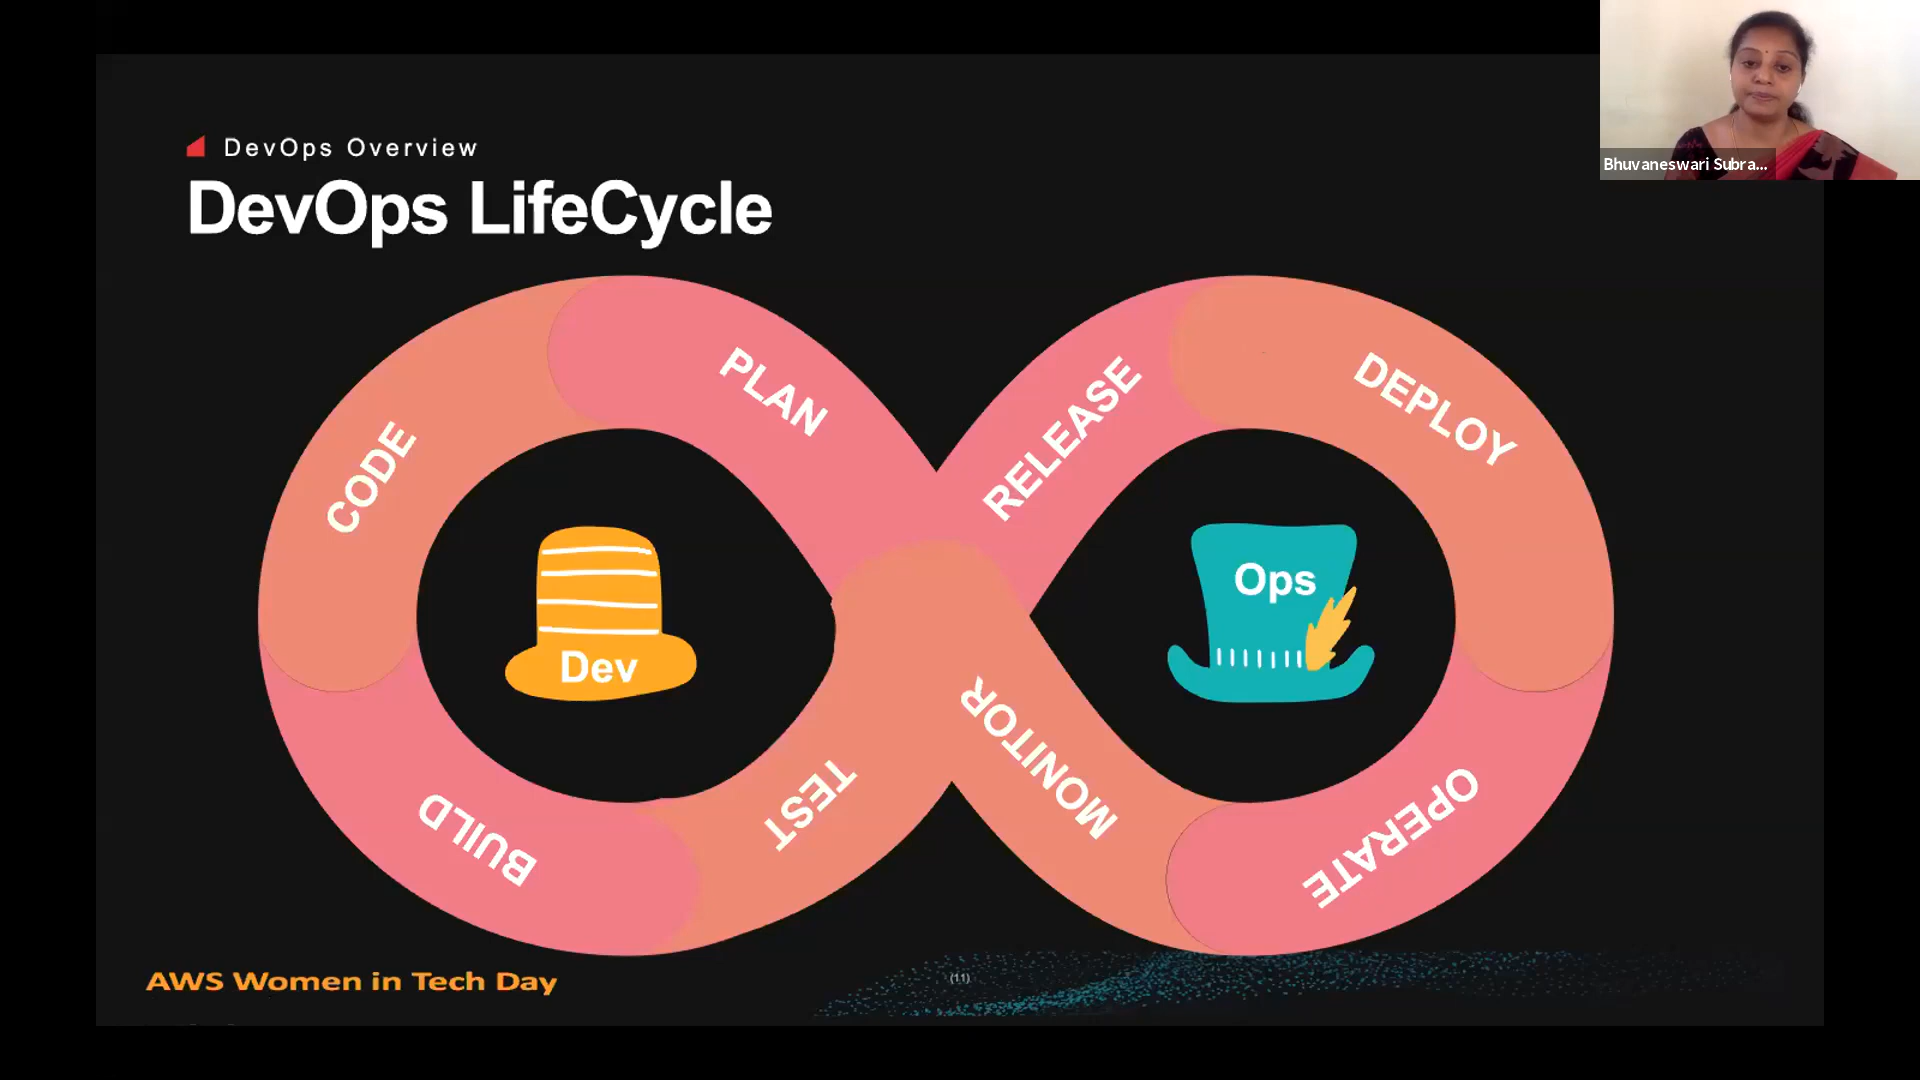 Bhuvaneswari Subra...
DevOps Overview
DevOps LifeCycle
PLAN
CODE
BUILD
TEST
RELEASE
DEPLOY
OPERATE
MONITOR
Dev
Ops
AWS Women in Tech Day
(11)